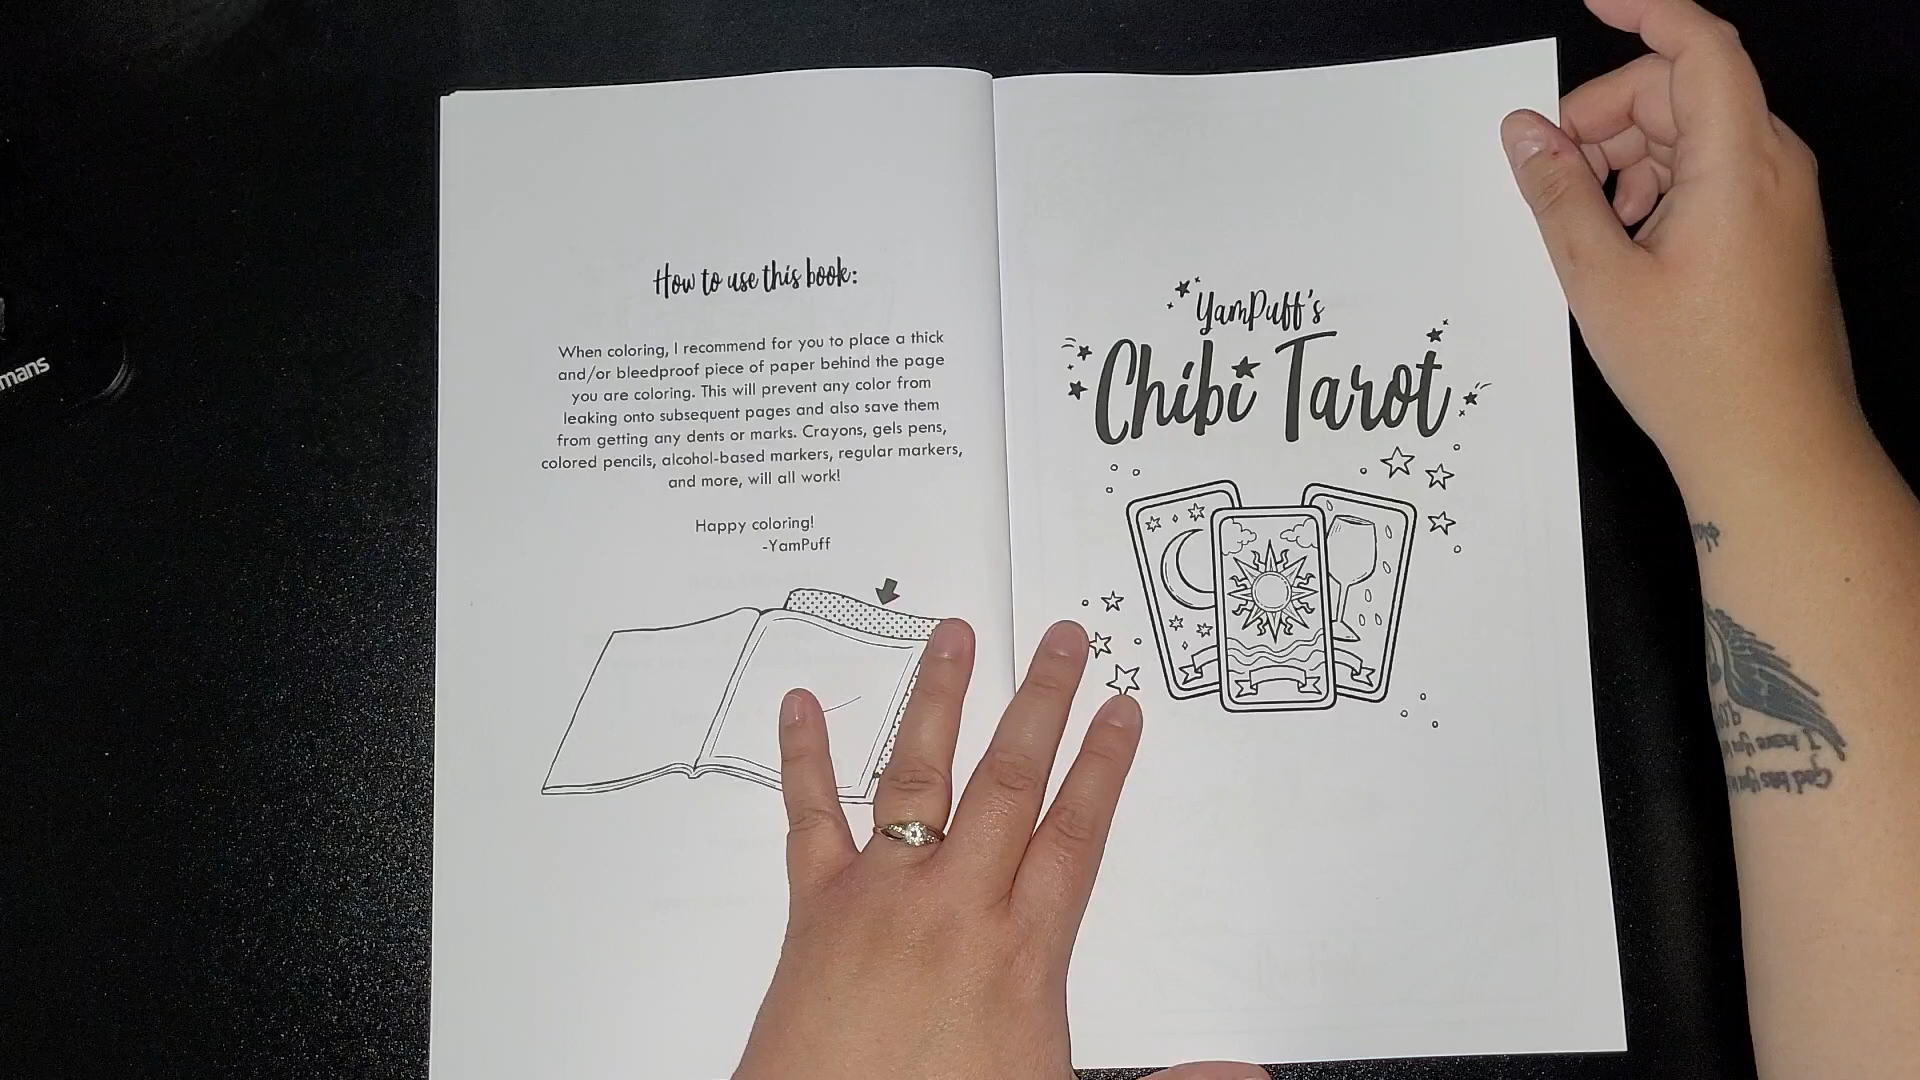 How to use this book:
When coloring, I recommend for you to place a thick
and/or bleedproof piece of paper behind the page
you are coloring. This will prevent any color from
leaking onto subsequent pages and also save them
from getting any dents or marks. Crayons, gels pens,
colored pencils, alcohol-based markers, regular markers,
and more, will all work!
Happy coloring!
-YamPuff
YamPuff's
Chibi Tarot
mans